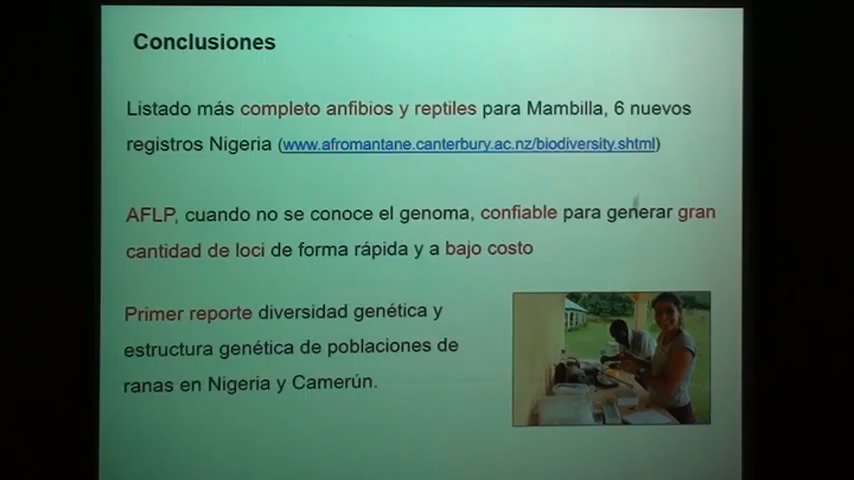 Conclusiones
Listado más completo anfibios y reptiles para Mambilla, 6 nuevos
registros Nigeria (www.afromantane.canterbury.ac.nz/biodiversity.shtml)
AFLP, cuando no se conoce el genoma, confiable para generar gran
cantidad de loci de forma rápida y a bajo costo
Primer reporte diversidad genética y
estructura genética de poblaciones de
ranas en Nigeria y Camerún.